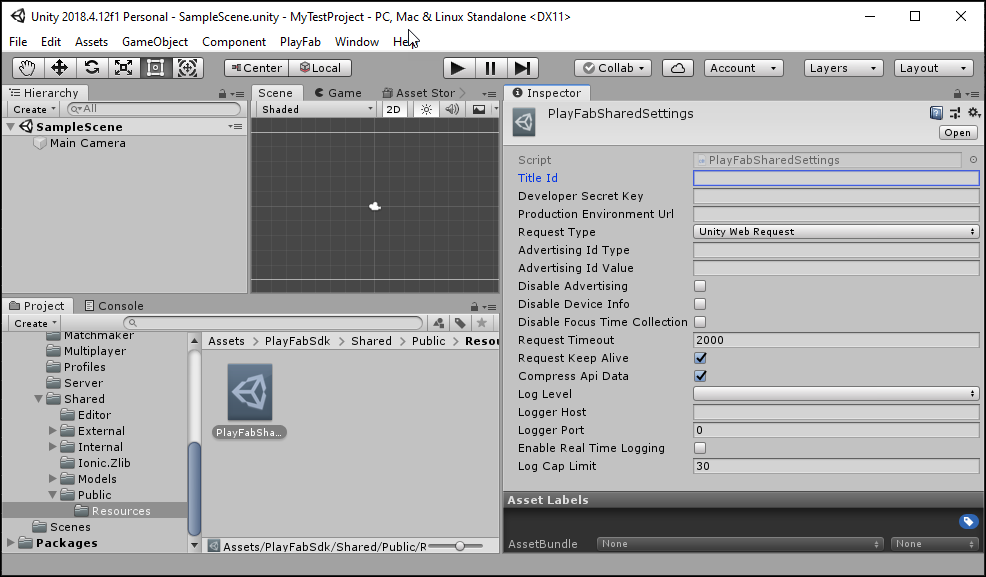 Unity 2018.4.12f1 Personal - SampleScene.unity - MyTestProject - PC, Mac & Linux Standalone <DX11>
File Edit Assets GameObject Component PlayFab Window Help
Center Local Collab Account Layers Layout
Hierarchy
Create All
SampleScene
Main Camera
Scene Game Asset Stor
Shaded 2D
Inspector
PlayFabSharedSettings
Open
Script PlayFabSharedSettings
Title Id
Developer Secret Key
Production Environment Url
Request Type Unity Web Request
Advertising Id Type
Advertising Id Value
Disable Advertising
Disable Device Info
Disable Focus Time Collection
Request Timeout 2000
Request Keep Alive
Compress Api Data
Log Level
Logger Host
Logger Port 0
Enable Real Time Logging
Log Cap Limit 30
Asset Labels
AssetBundle None None
Project Console
Create
Matchmaker
Multiplayer
Profiles
Server
Shared
Editor
External
Internal
Ionic.Zlib
Models
Public
Resources
Scenes
Packages
Assets > PlayFabSdk > Shared > Public > Resou
PlayFabSha...
Assets/PlayFabSdk/Shared/Public/R